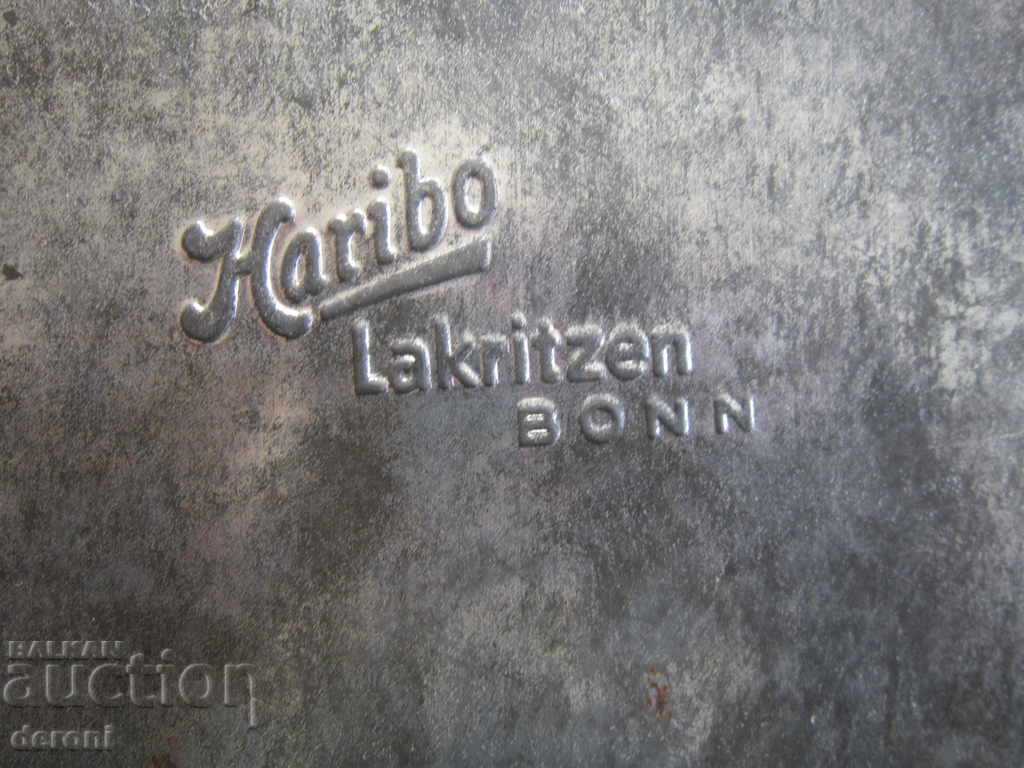 Haribo
Lakritzen
BONN
BALKAN
auction
deroni